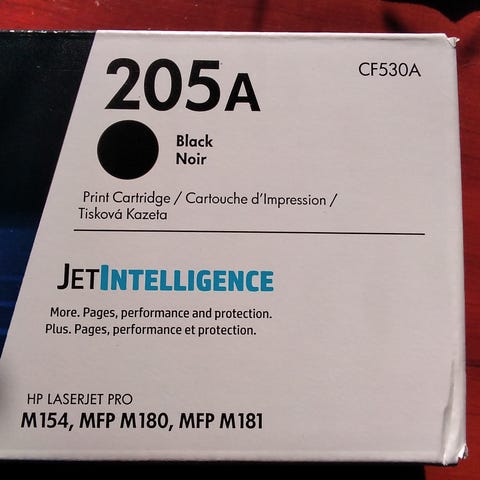 205A
CF530A
Black
Noir
Print Cartridge / Cartouche d'Impression /
Tisková Kazeta
JETINTELLIGENCE
More. Pages, performance and protection.
Plus. Pages, performance et protection.
HP LASERJET PRO
M154, MFP M180, MFP M181